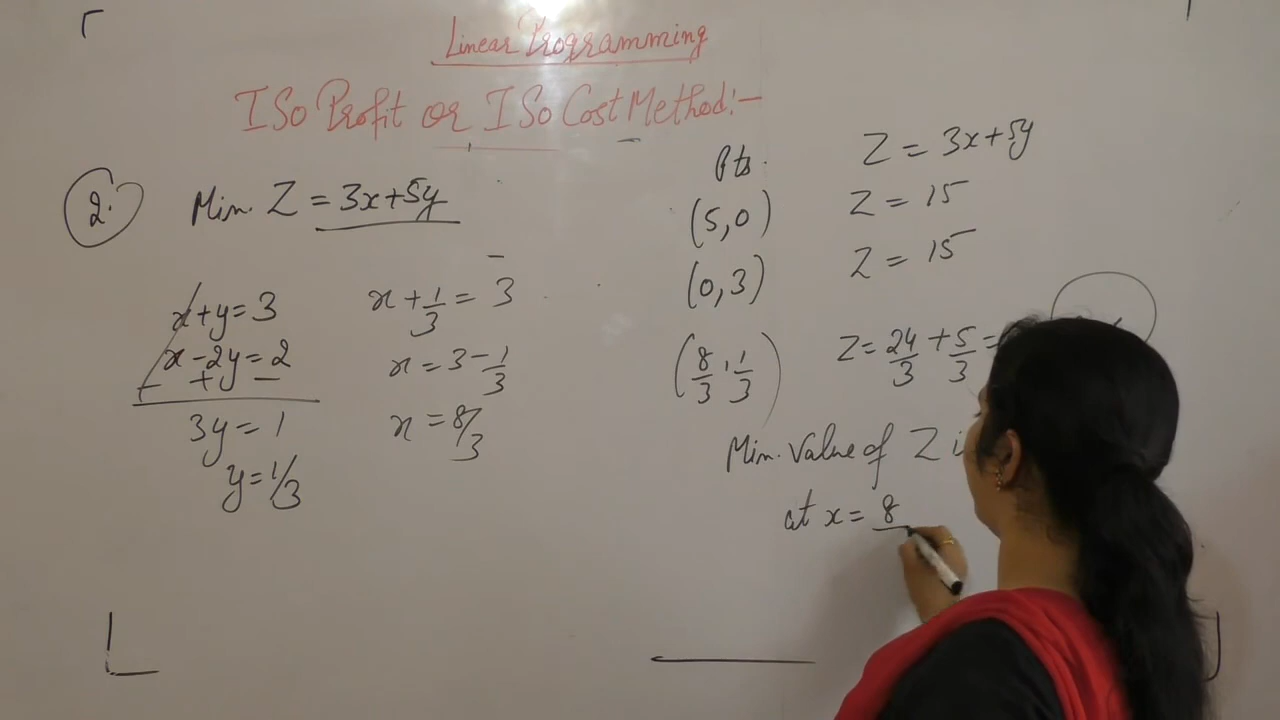 Linear Programming
ISo Profit or ISo Cost Method:-
2.
Min. Z = 3x+5y
x+y=3
x-2y=2
- + -
3y=1
y=1/3
x+1/3=3
x=3-1/3
x=8/3
Pts. Z=3x+5y
(5,0) Z=15
(0,3) Z=15
(8/3,1/3) Z=24/3+5/3=
Min. Value of Z
at x=8